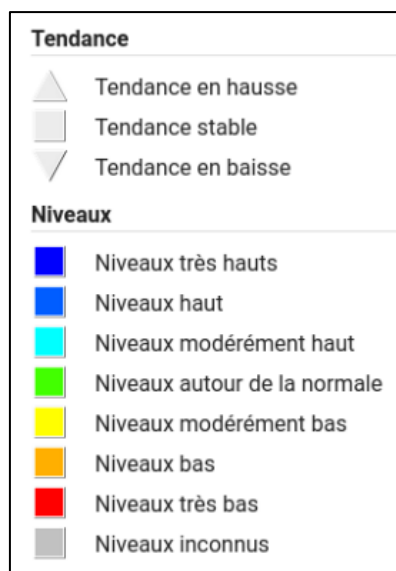 Tendance
Tendance en hausse
Tendance stable
Tendance en baisse
Niveaux
Niveaux très hauts
Niveaux haut
Niveaux modérément haut
Niveaux autour de la normale
Niveaux modérément bas
Niveaux bas
Niveaux très bas
Niveaux inconnus